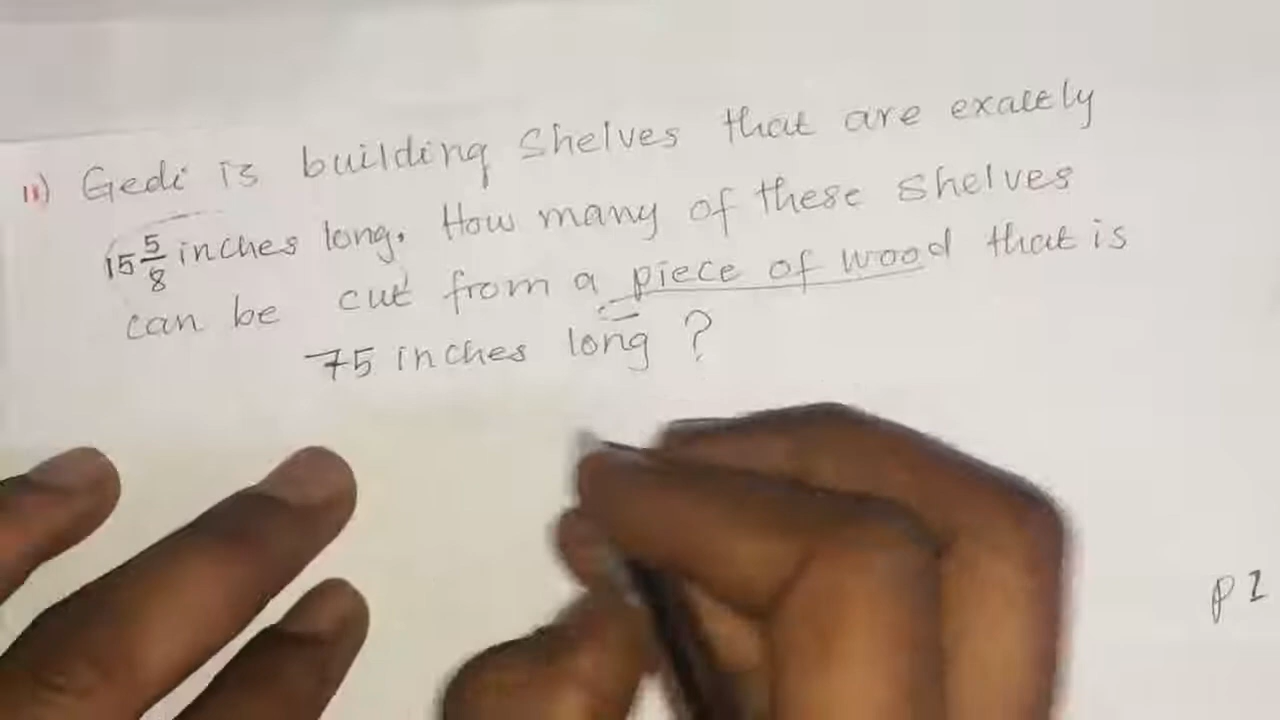 11) Gedi is building shelves that are exactly
15 5/8 inches long. How many of these shelves
can be cut from a piece of wood that is
75 inches long ?
P 2